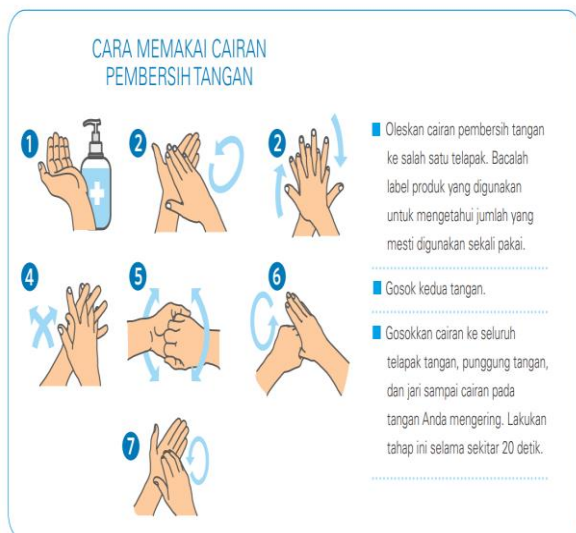 CARA MEMAKAI CAIRAN
PEMBERSIH TANGAN
1
2
2
4
5
6
7
Oleskan cairan pembersih tangan
ke salah satu telapak. Bacalah
label produk yang digunakan
untuk mengetahui jumlah yang
mesti digunakan sekali pakai.
Gosok kedua tangan.
Gosokkan cairan ke seluruh
telapak tangan, punggung tangan,
dan jari sampai cairan pada
tangan Anda mengering. Lakukan
tahap ini selama sekitar 20 detik.